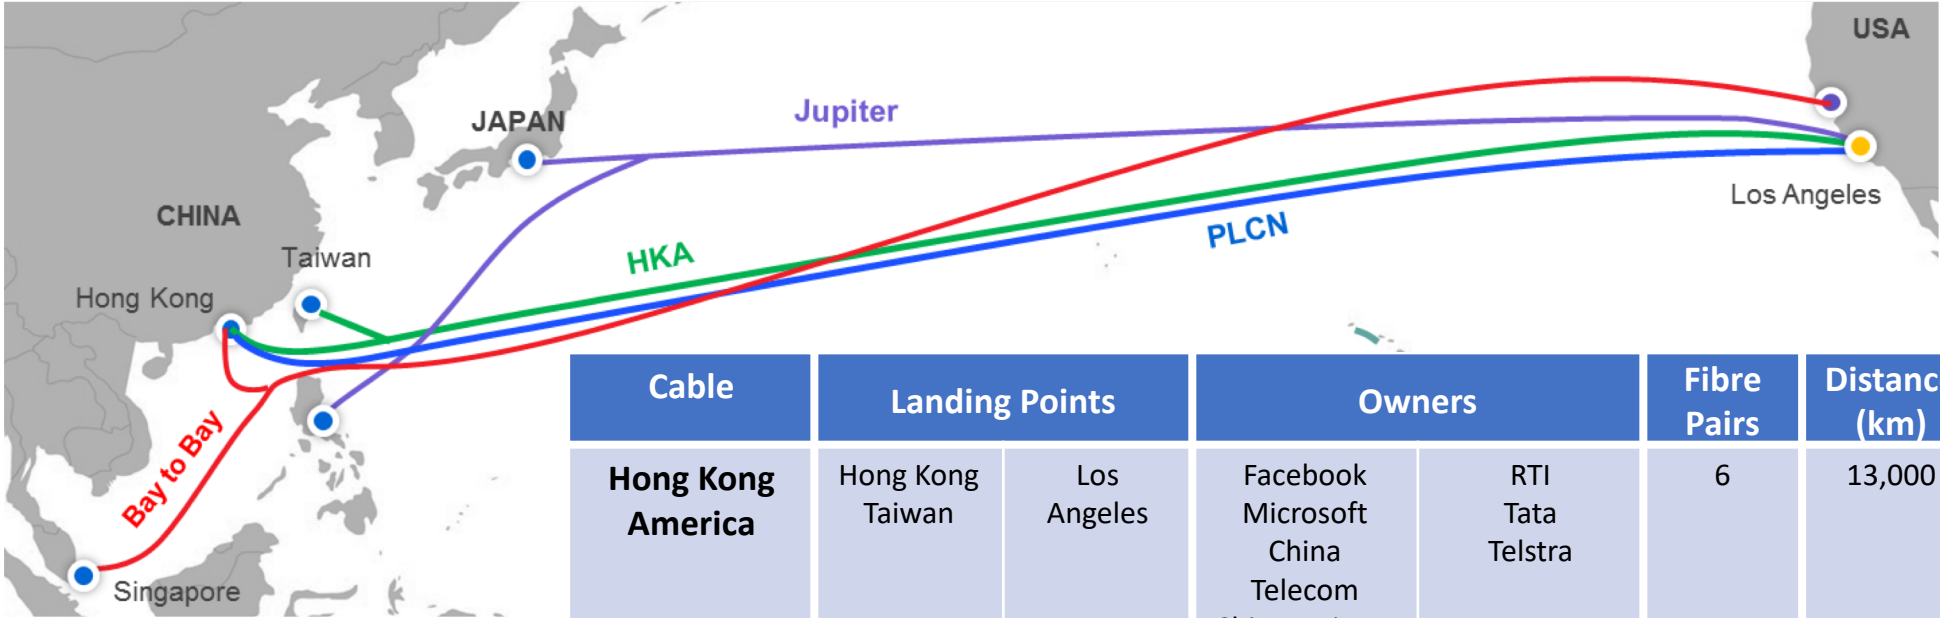 USA
Jupiter
JAPAN
Los Angeles
CHINA
PLCN
HKA
Taiwan
Hong Kong
Bay to Bay
Singapore
Cable
Landing Points
Owners
Fibre
Pairs
Distanc
(km)
Hong Kong
America
Hong Kong
Taiwan
Los
Angeles
Facebook
Microsoft
China
Telecom
RTI
Tata
Telstra
6
13,000